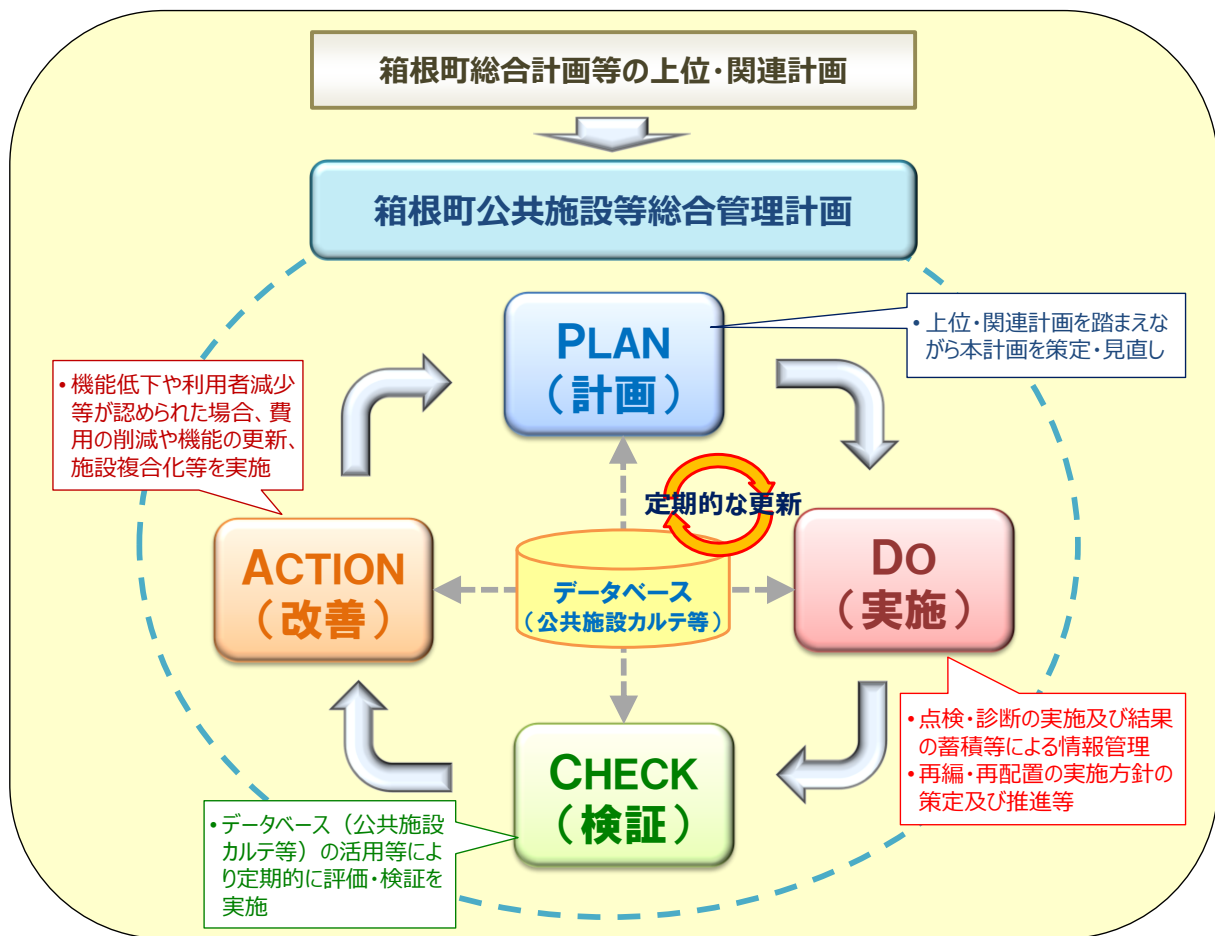 箱根町総合計画等の上位・関連計画
箱根町公共施設等総合管理計画
PLAN
（計画）
・上位・関連計画を踏まえな
がら本計画を策定・見直し
・機能低下や利用者減少
等が認められた場合、費
用の削減や機能の更新、
施設複合化等を実施
定期的な更新
ACTION
（改善）
データベース
（公共施設カルテ等）
DO
（実施）
・点検・診断の実施及び結果
の蓄積等による情報管理
・再編・再配置の実施方針の
策定及び推進等
CHECK
（検証）
・データベース（公共施設
カルテ等）の活用等によ
り定期的に評価・検証を
実施